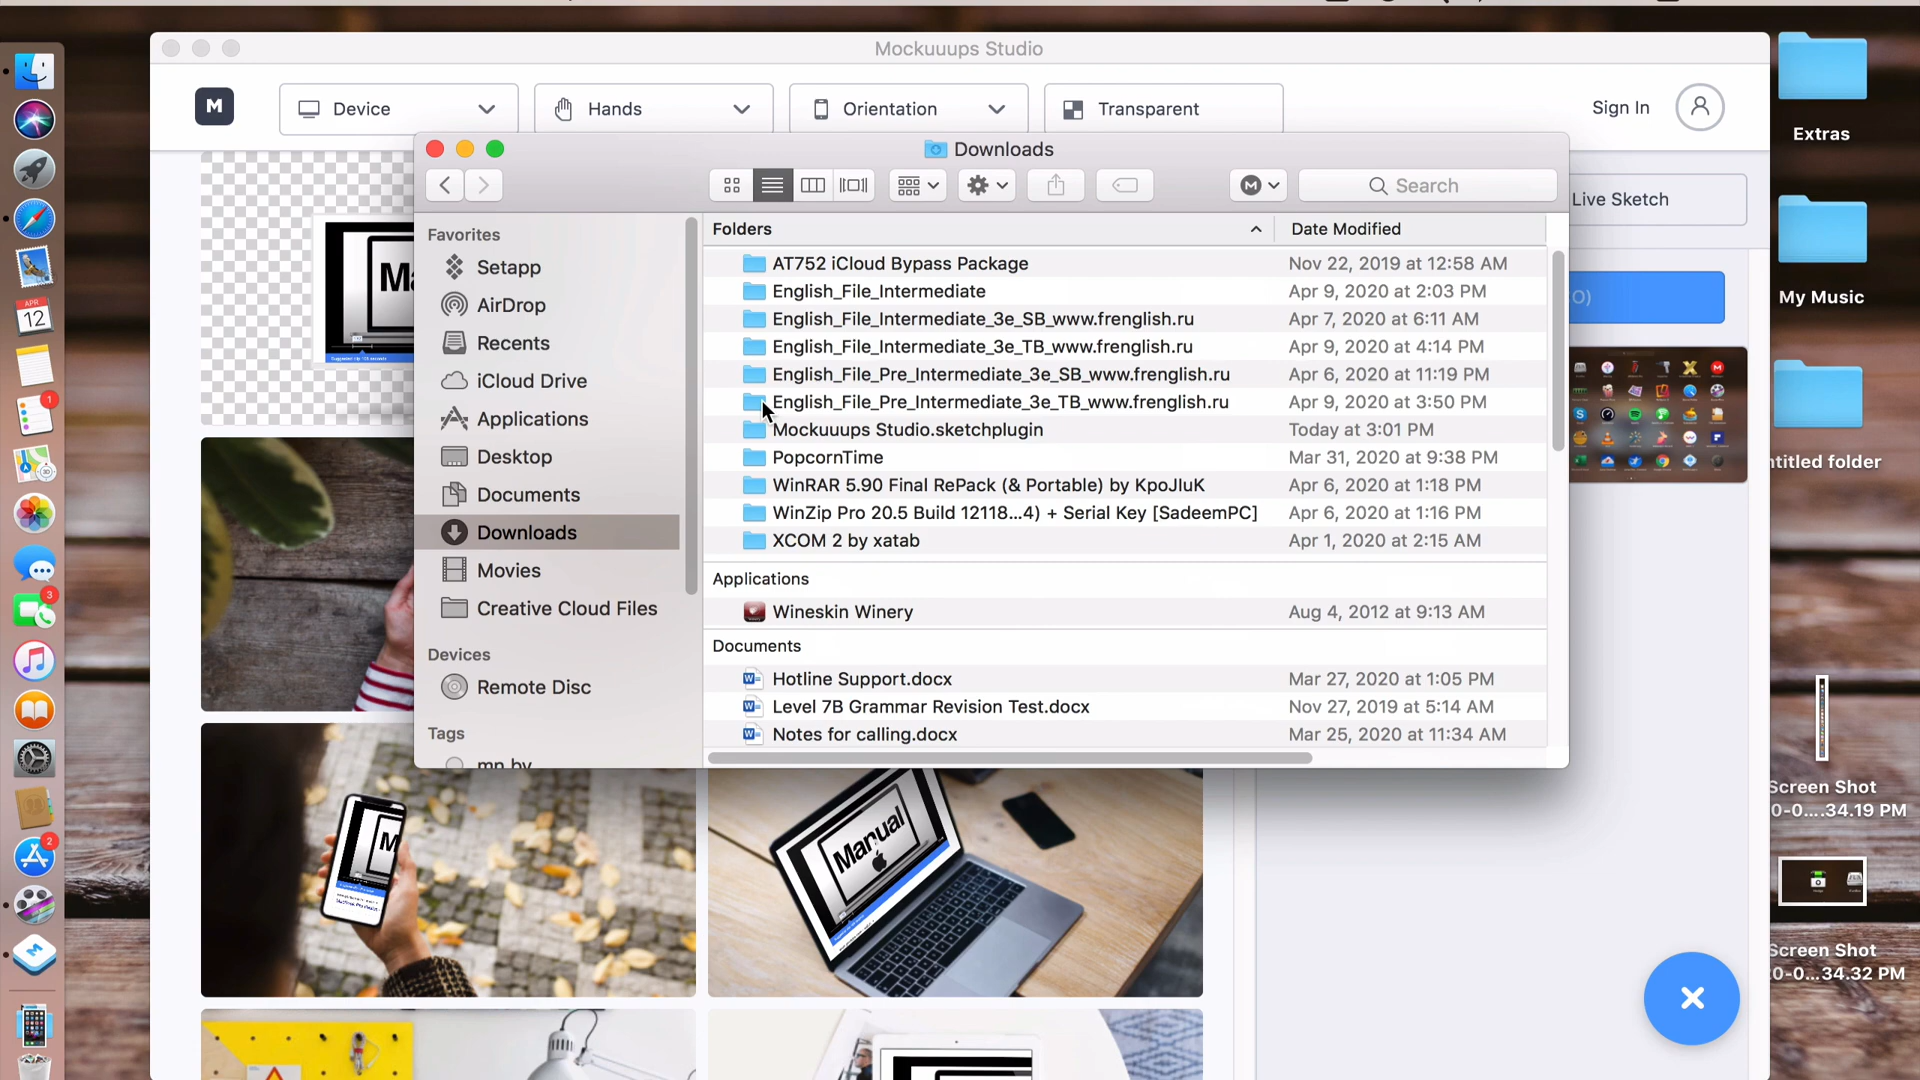 Mockuuups Studio
M
Device
Hands
Orientation
Transparent
Sign In
Downloads
Search
Live Sketch
Favorites
Setapp
AirDrop
Recents
iCloud Drive
Applications
Desktop
Documents
Downloads
Movies
Creative Cloud Files
Devices
Remote Disc
Tags
Folders
Date Modified
AT752 iCloud Bypass Package
Nov 22, 2019 at 12:58 AM
English_File_Intermediate
Apr 9, 2020 at 2:03 PM
English_File_Intermediate_3e_SB_www.frenglish.ru
Apr 7, 2020 at 6:11 AM
English_File_Intermediate_3e_TB_www.frenglish.ru
Apr 9, 2020 at 4:14 PM
English_File_Pre_Intermediate_3e_SB_www.frenglish.ru
Apr 6, 2020 at 11:19 PM
English_File_Pre_Intermediate_3e_TB_www.frenglish.ru
Apr 9, 2020 at 3:50 PM
Mockuuups Studio.sketchplugin
Today at 3:01 PM
PopcornTime
Mar 31, 2020 at 9:38 PM
WinRAR 5.90 Final RePack (& Portable) by KpoJIuK
Apr 6, 2020 at 1:18 PM
WinZip Pro 20.5 Build 12118...4) + Serial Key [SadeemPC]
Apr 6, 2020 at 1:16 PM
XCOM 2 by xatab
Apr 1, 2020 at 2:15 AM
Applications
Wineskin Winery
Aug 4, 2012 at 9:13 AM
Documents
Hotline Support.docx
Mar 27, 2020 at 1:05 PM
Level 7B Grammar Revision Test.docx
Nov 27, 2019 at 5:14 AM
Notes for calling.docx
Mar 25, 2020 at 11:34 AM
Extras
My Music
ntitled folder
Screen Shot
0-0....34.19 PM
Screen Shot
0-0...34.32 PM
APR
12
1
3
2
Manual